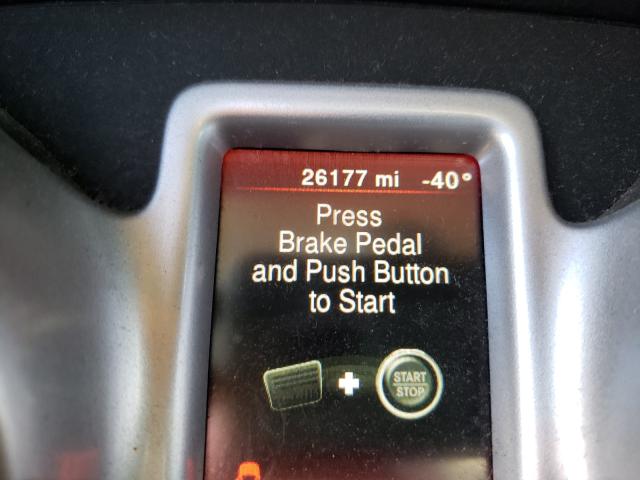 26177 mi -40°
Press
Brake Pedal
and Push Button
to Start
START
STOP